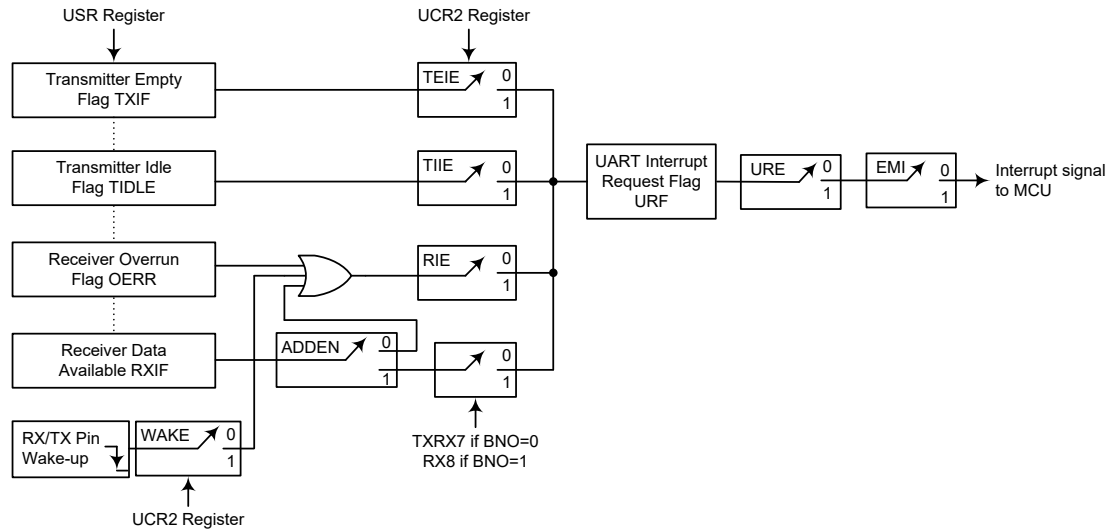 USR Register
UCR2 Register
Transmitter Empty
Flag TXIF
TEIE
0
1
Transmitter Idle
Flag TIDLE
TIIE
0
1
UART Interrupt
Request Flag
URF
URE
0
1
EMI
0
1
Interrupt signal
to MCU
Receiver Overrun
Flag OERR
RIE
0
1
Receiver Data
Available RXIF
ADDEN
0
1
0
1
TXRX7 if BNO=0
RX8 if BNO=1
RX/TX Pin
Wake-up
WAKE
0
1
UCR2 Register